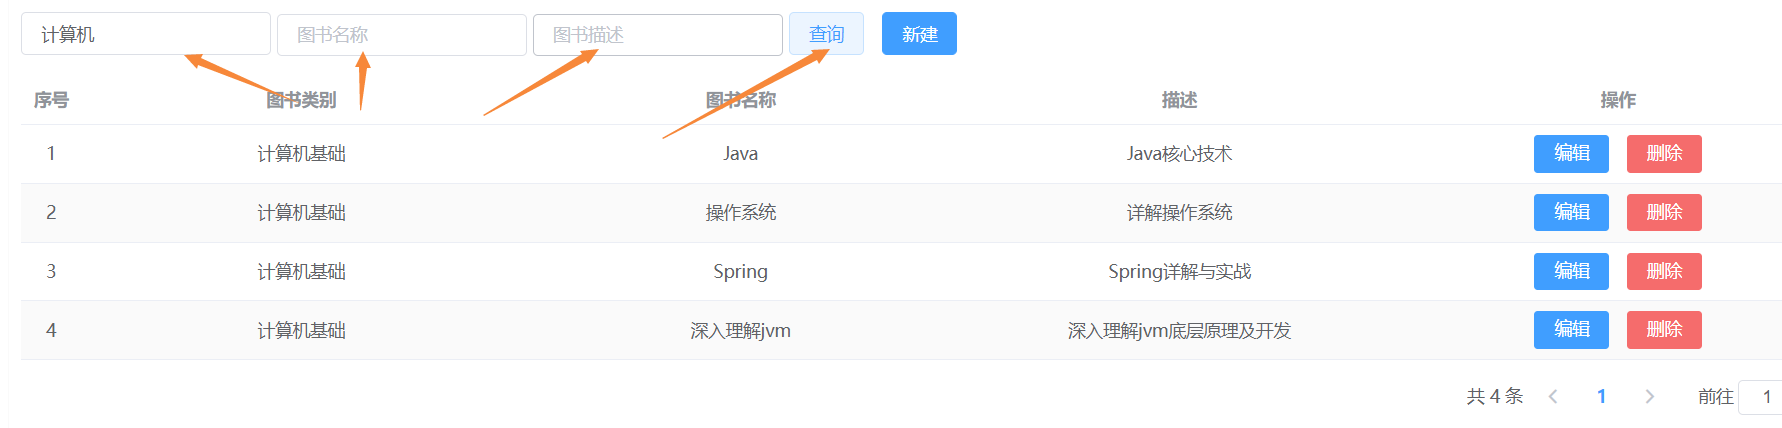 计算机 图书名称 图书描述 查询 新建
序号 图书类别 图书名称 描述 操作
1 计算机基础 Java Java核心技术 编辑 删除
2 计算机基础 操作系统 详解操作系统 编辑 删除
3 计算机基础 Spring Spring详解与实战 编辑 删除
4 计算机基础 深入理解jvm 深入理解jvm底层原理及开发 编辑 删除
共 4 条 1 前往 1